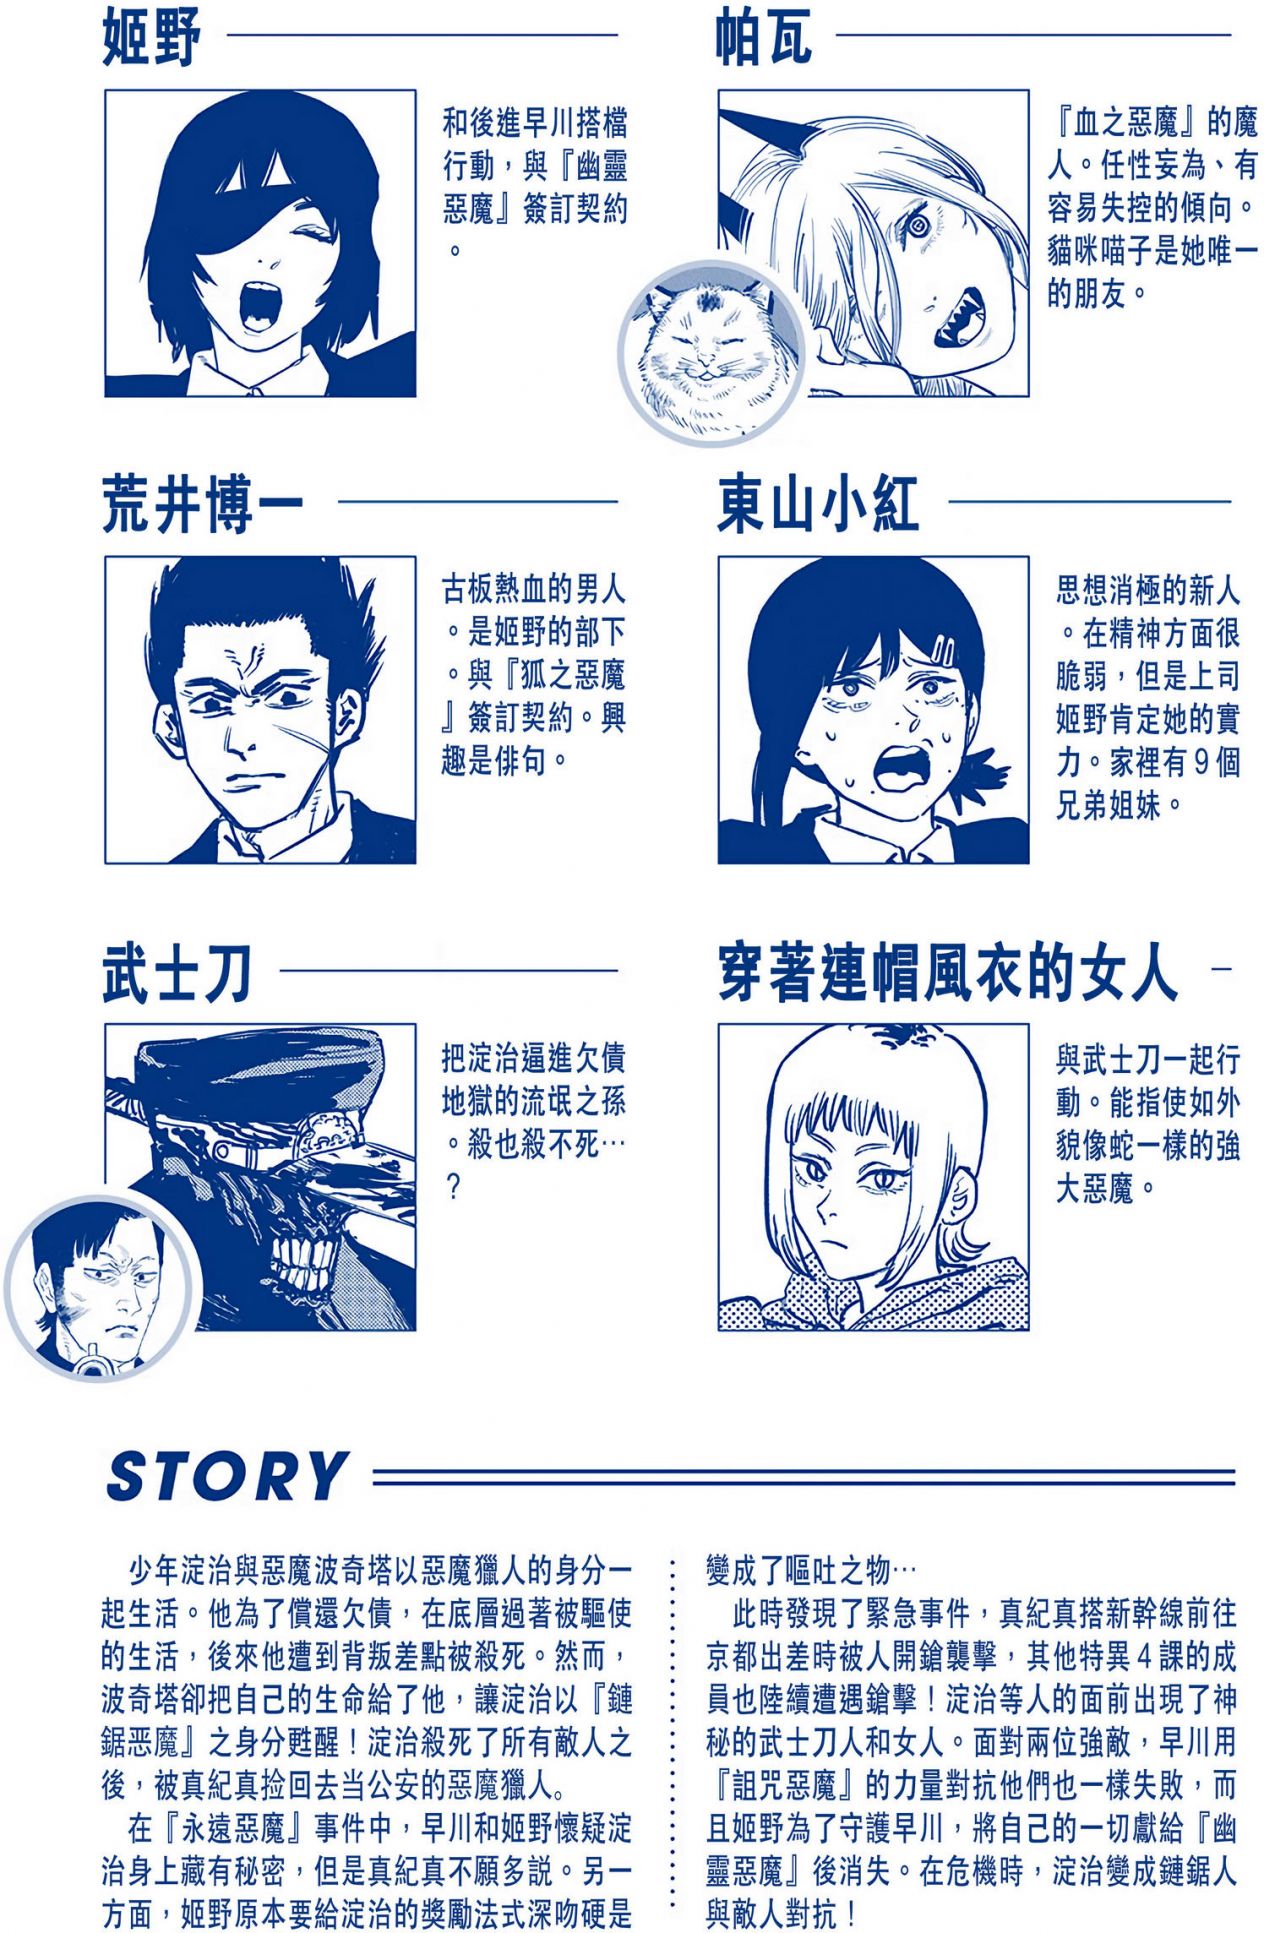 姬野
和後進早川搭檔
行動，與『幽靈
惡魔』簽訂契約
。
帕瓦
『血之惡魔』的魔
人。任性妄為、有
容易失控的傾向。
貓咪喵子是她唯一
的朋友。
荒井博一
古板熱血的男人
。是姬野的部下
。與『狐之惡魔
』簽訂契約。興
趣是俳句。
東山小紅
思想消極的新人
。在精神方面很
脆弱，但是上司
姬野肯定她的實
力。家裡有9個
兄弟姐妹。
武士刀
把淀治逼進欠債
地獄的流氓之孫
。殺也殺不死…
？
穿著連帽風衣的女人
與武士刀一起行
動。能指使如外
貌像蛇一樣的強
大惡魔。
STORY
少年淀治與惡魔波奇塔以惡魔獵人的身分一
起生活。他為了償還欠債，在底層過著被驅使
的生活，後來他遭到背叛差點被殺死。然而，
波奇塔卻把自己的生命給了他，讓淀治以『鏈
鋸恶魔』之身分甦醒！淀治殺死了所有敵人之
後，被真紀真捡回去当公安的惡魔獵人。
在『永遠惡魔』事件中，早川和姬野懷疑淀
治身上藏有秘密，但是真紀真不願多説。另一
方面，姬野原本要給淀治的獎勵法式深吻硬是
變成了嘔吐之物…
此時發現了緊急事件，真紀真搭新幹線前往
京都出差時被人開鎗襲擊，其他特異4課的成
員也陸續遭遇鎗擊！淀治等人的面前出現了神
秘的武士刀人和女人。面對兩位強敵，早川用
『詛咒惡魔』的力量對抗他們也一樣失敗，而
且姬野為了守護早川，將自己的一切獻給『幽
靈惡魔』後消失。在危機時，淀治變成鏈鋸人
與敵人對抗！